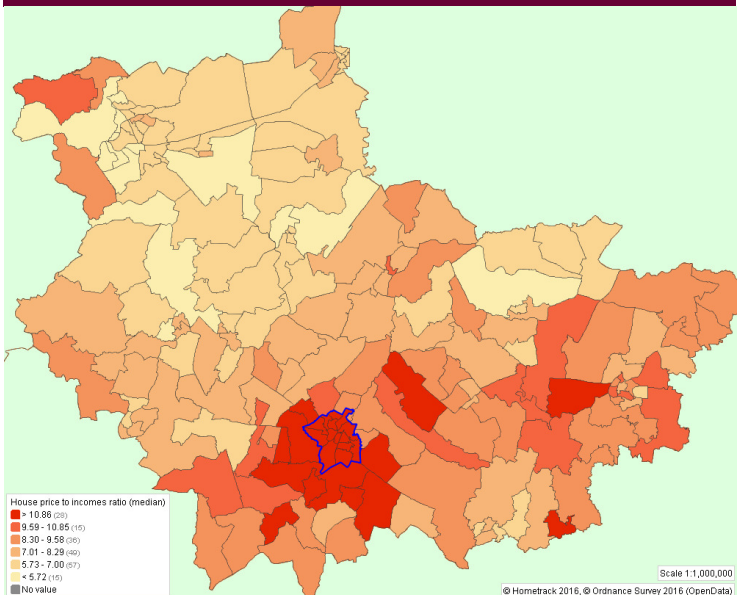 House price to incomes ratio (median)
> 10.86 (28)
9.59 - 10.85 (15)
8.30 - 9.58 (36)
7.01 - 8.29 (49)
5.73 - 7.00 (57)
< 5.72 (15)
No value
Scale 1:1,000,000
© Hometrack 2016, © Ordnance Survey 2016 (OpenData)